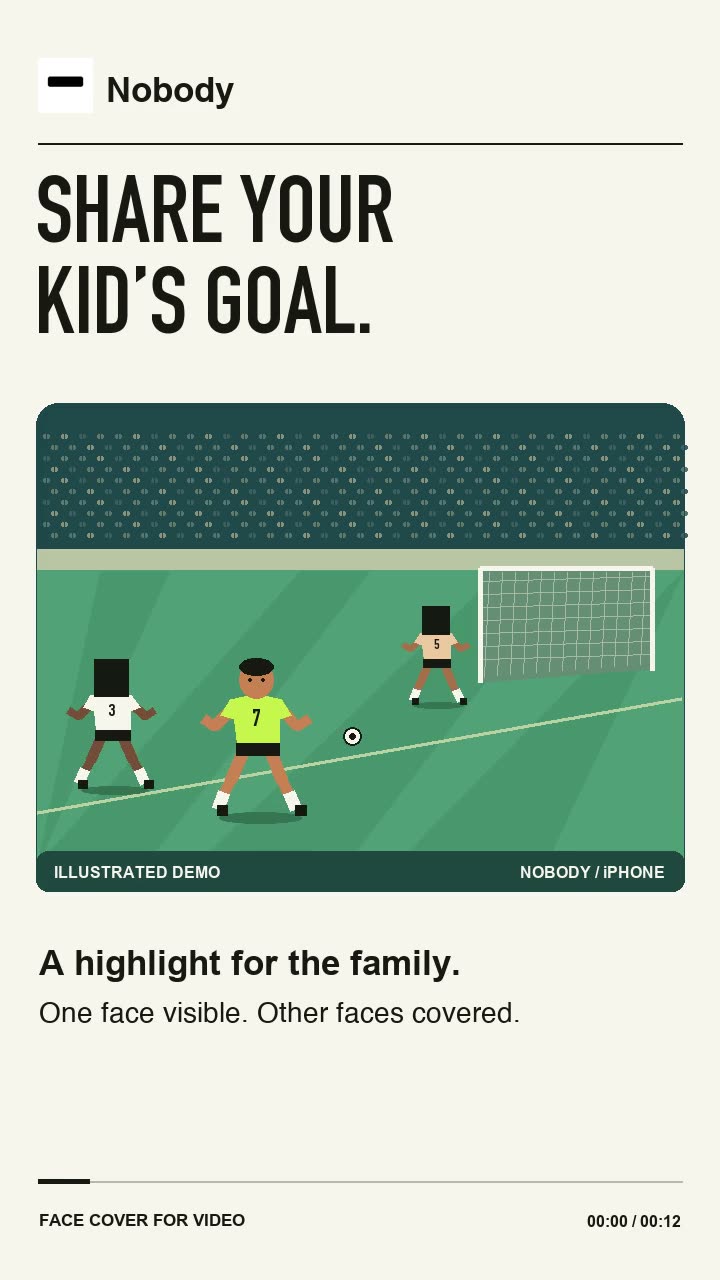 Nobody
SHARE YOUR
KID'S GOAL.
5
3
7
ILLUSTRATED DEMO
NOBODY / iPHONE
A highlight for the family.
One face visible. Other faces covered.
FACE COVER FOR VIDEO
00:00 / 00:12